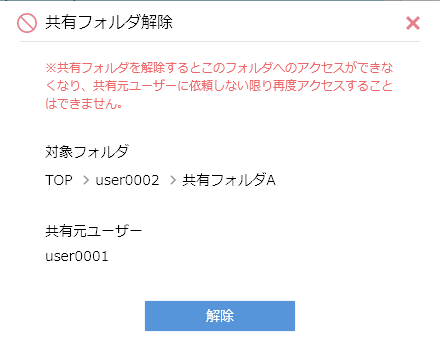 共有フォルダ解除
※共有フォルダを解除するとこのフォルダへのアクセスができな
くなり、共有元ユーザーに依頼しない限り再度アクセスすること
はできません。
対象フォルダ
TOP > user0002 > 共有フォルダA
共有元ユーザー
user0001
解除